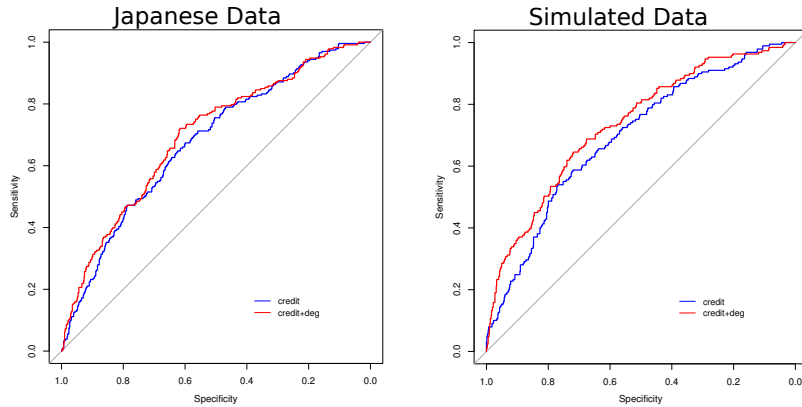 Japanese Data
1.0
0.8
0.6
0.4
0.2
0.0
Sensitivity
credit
credit+deg
1.0 0.8 0.6 0.4 0.2 0.0
Specificity
Simulated Data
1.0
0.8
0.6
0.4
0.2
0.0
Sensitivity
credit
credit+deg
1.0 0.8 0.6 0.4 0.2 0.0
Specificity